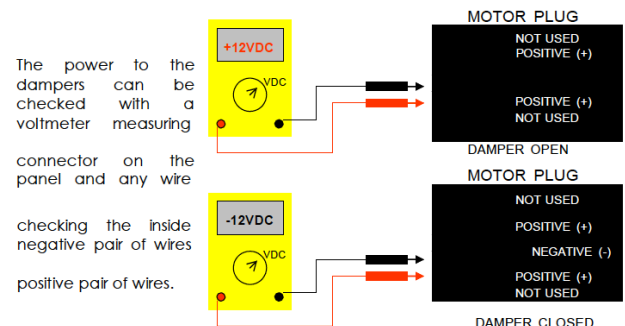 The power to the
dampers can be
checked with a
voltmeter measuring
connector on the
panel and any wire
checking the inside
negative pair of wires
positive pair of wires.
+12VDC
VDC
MOTOR PLUG
NOT USED
POSITIVE (+)
POSITIVE (+)
NOT USED
DAMPER OPEN
-12VDC
VDC
MOTOR PLUG
NOT USED
POSITIVE (+)
NEGATIVE (-)
POSITIVE (+)
NOT USED
DAMPER CLOSED